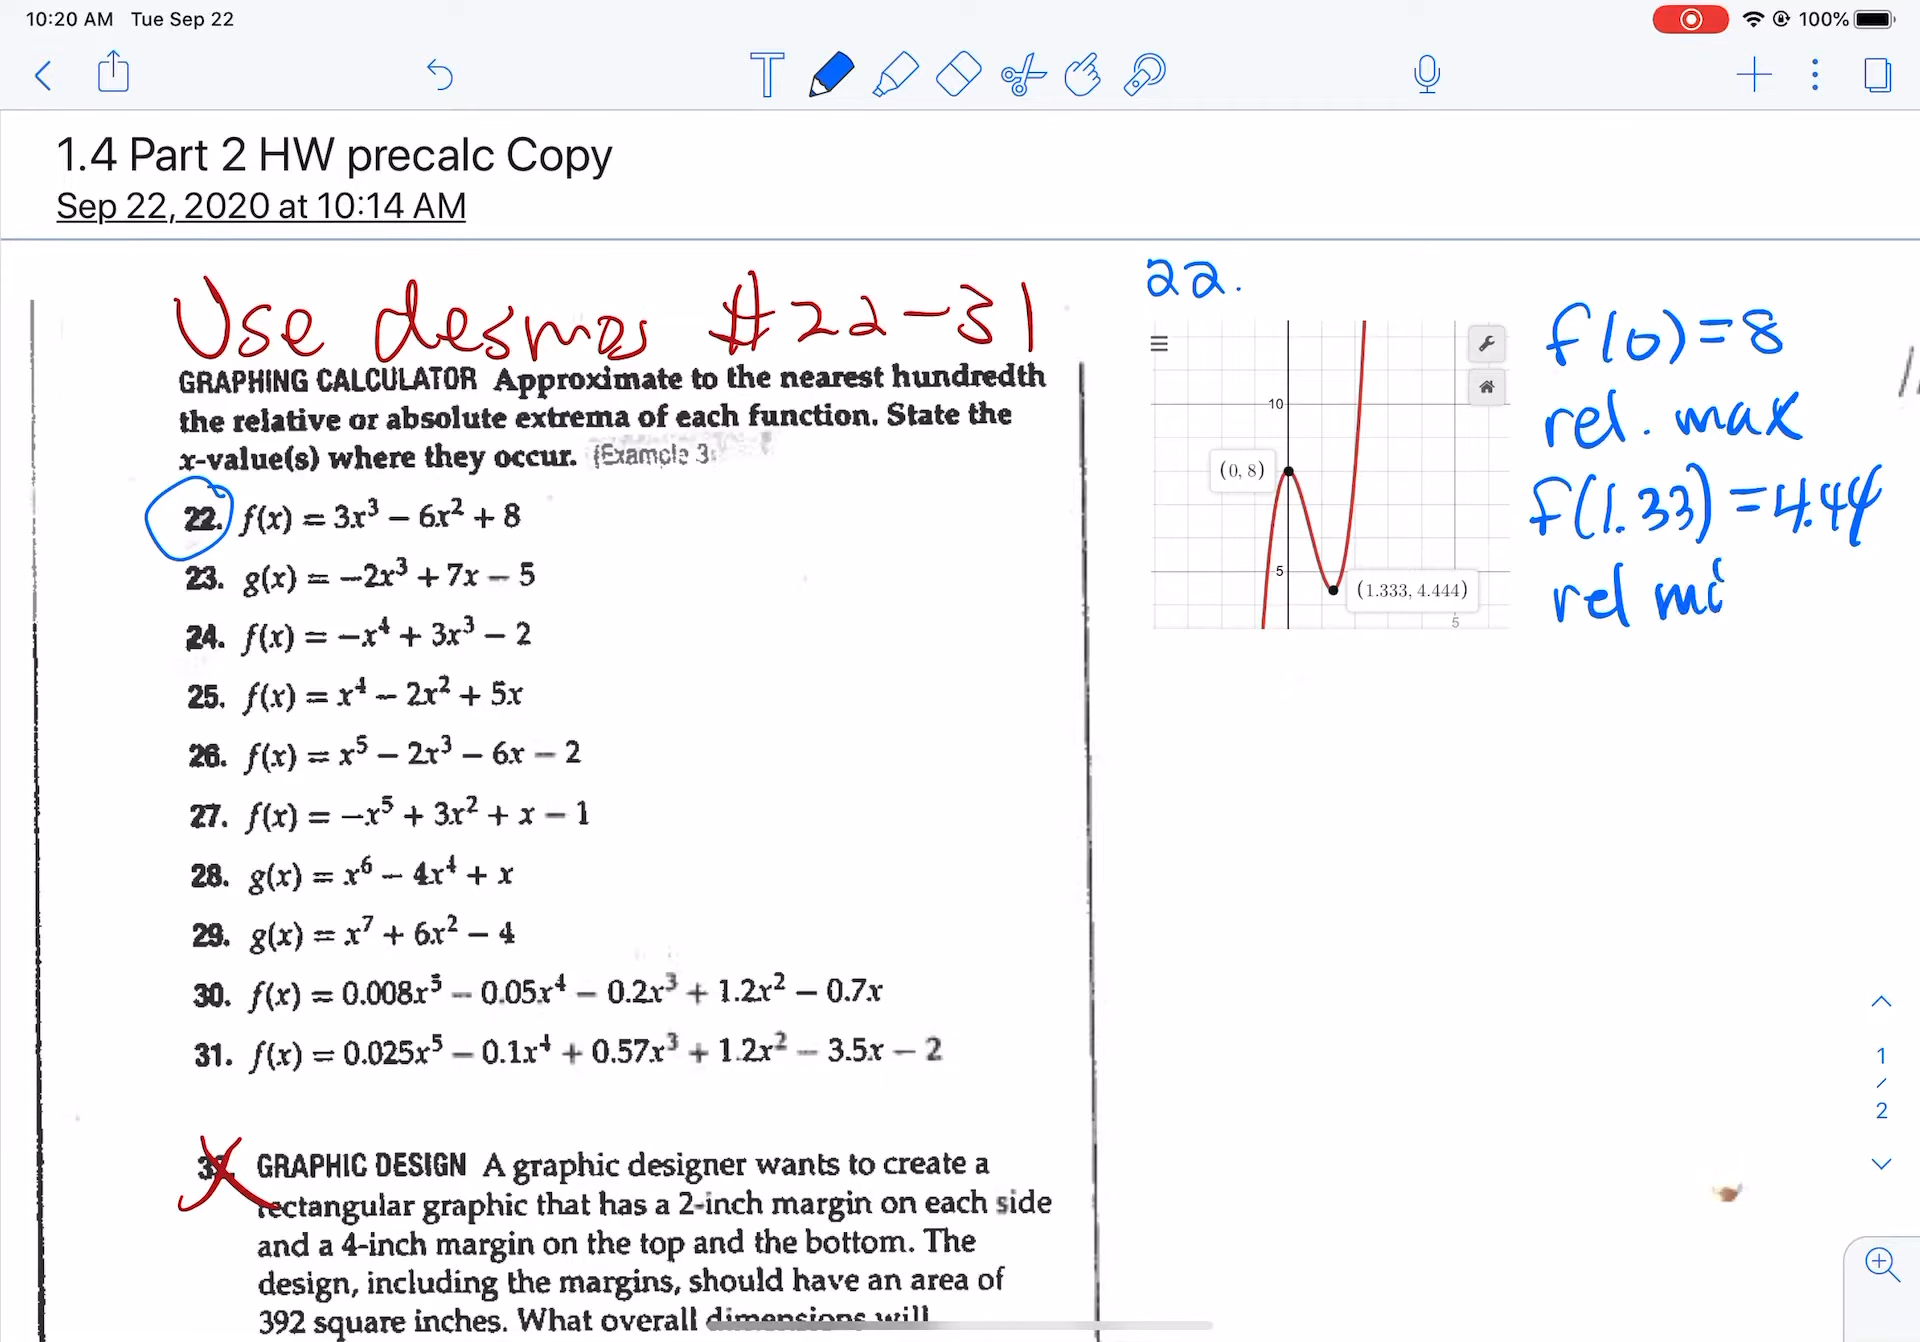 10:20 AM Tue Sep 22
100%
1.4 Part 2 HW precalc Copy
Sep 22, 2020 at 10:14 AM
Use desmos #22-31
GRAPHING CALCULATOR Approximate to the nearest hundredth
the relative or absolute extrema of each function. State the
x-value(s) where they occur. (Example 3)
22. f(x) = 3x³ – 6x² + 8
23. g(x) = –2x³ + 7x – 5
24. f(x) = –x⁴ + 3x³ – 2
25. f(x) = x⁴ – 2x² + 5x
26. f(x) = x⁵ – 2x³ – 6x – 2
27. f(x) = –x⁵ + 3x² + x – 1
28. g(x) = x⁶ – 4x⁴ + x
29. g(x) = x⁷ + 6x² – 4
30. f(x) = 0.008x⁵ – 0.05x⁴ – 0.2x³ + 1.2x² – 0.7x
31. f(x) = 0.025x⁵ – 0.1x⁴ + 0.57x³ + 1.2x² – 3.5x – 2
GRAPHIC DESIGN A graphic designer wants to create a
rectangular graphic that has a 2-inch margin on each side
and a 4-inch margin on the top and the bottom. The
design, including the margins, should have an area of
392 square inches. What overall dimensions will
22.
10
(0, 8)
5
(1.333, 4.444)
5
f(0)=8
rel. max
f(1.33)=4.44
rel mi
1
/
2